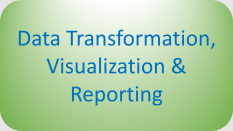 Data Transformation,
Visualization &
Reporting